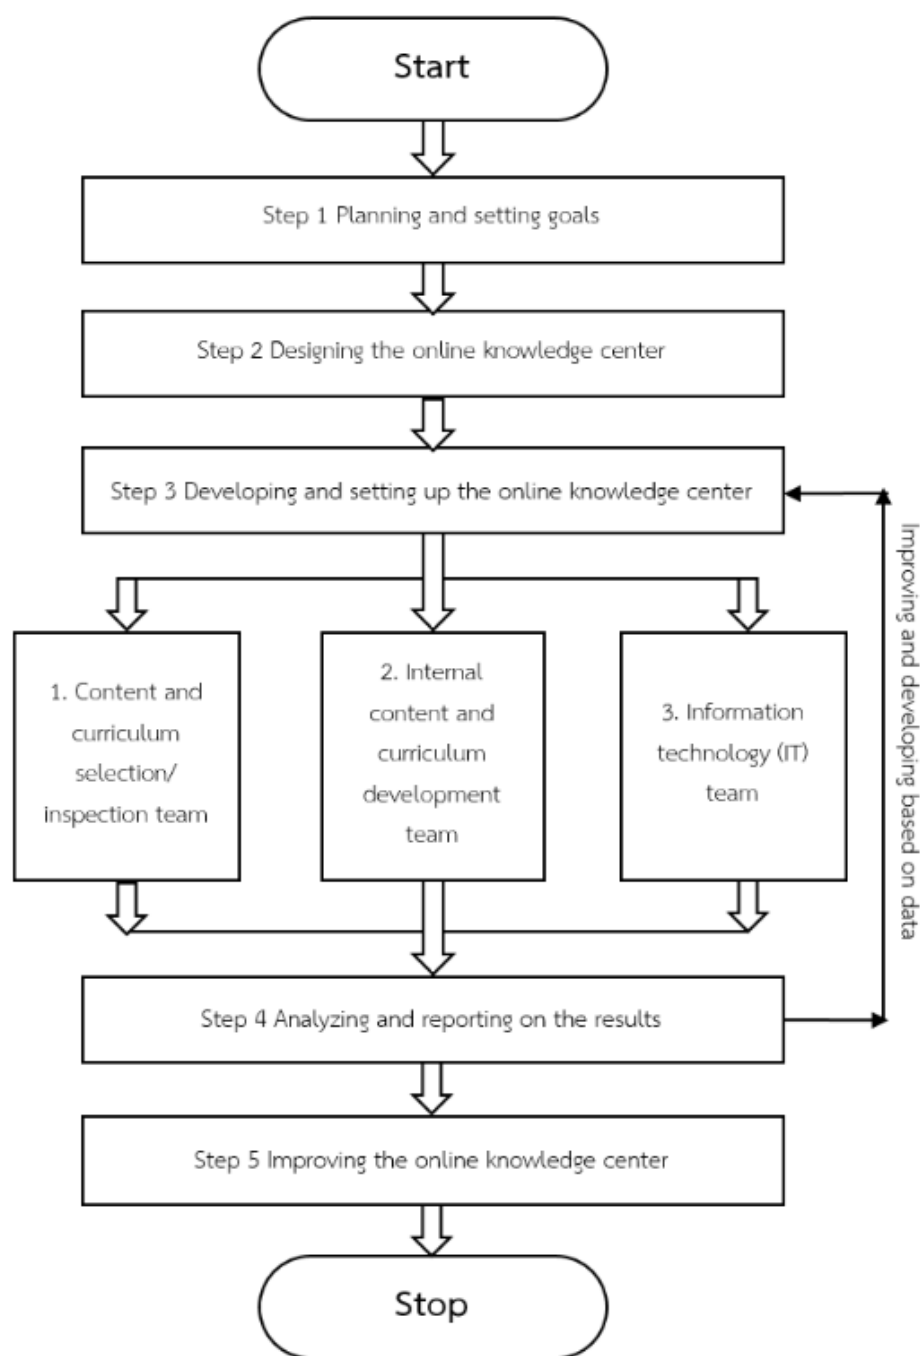 Start
Step 1 Planning and setting goals
Step 2 Designing the online knowledge center
Step 3 Developing and setting up the online knowledge center
1. Content and
curriculum
selection/
inspection team
2. Internal
content and
curriculum
development
team
3. Information
technology (IT)
team
Improving and developing based on data
Step 4 Analyzing and reporting on the results
Step 5 Improving the online knowledge center
Stop